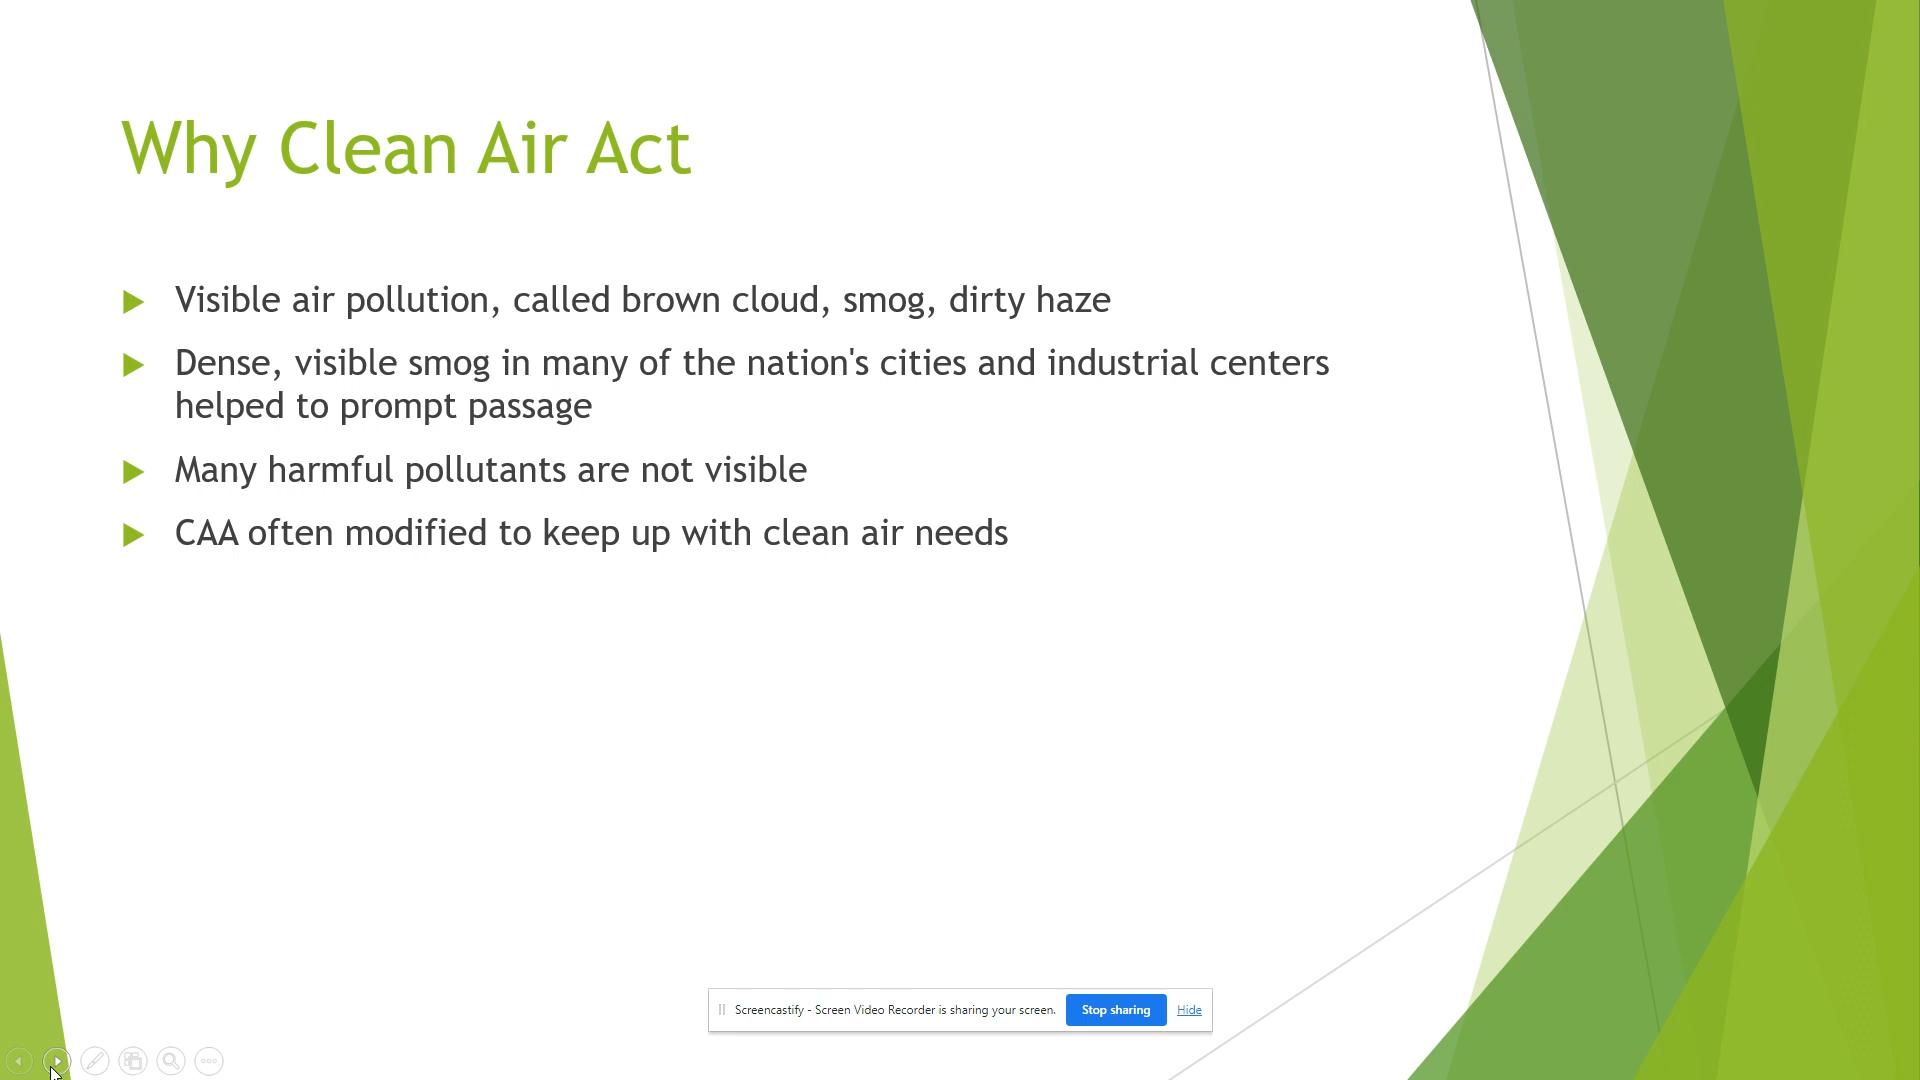 Why Clean Air Act
Visible air pollution, called brown cloud, smog, dirty haze
Dense, visible smog in many of the nation's cities and industrial centers
helped to prompt passage
Many harmful pollutants are not visible
CAA often modified to keep up with clean air needs
Screencastify - Screen Video Recorder is sharing your screen. Stop sharing Hide